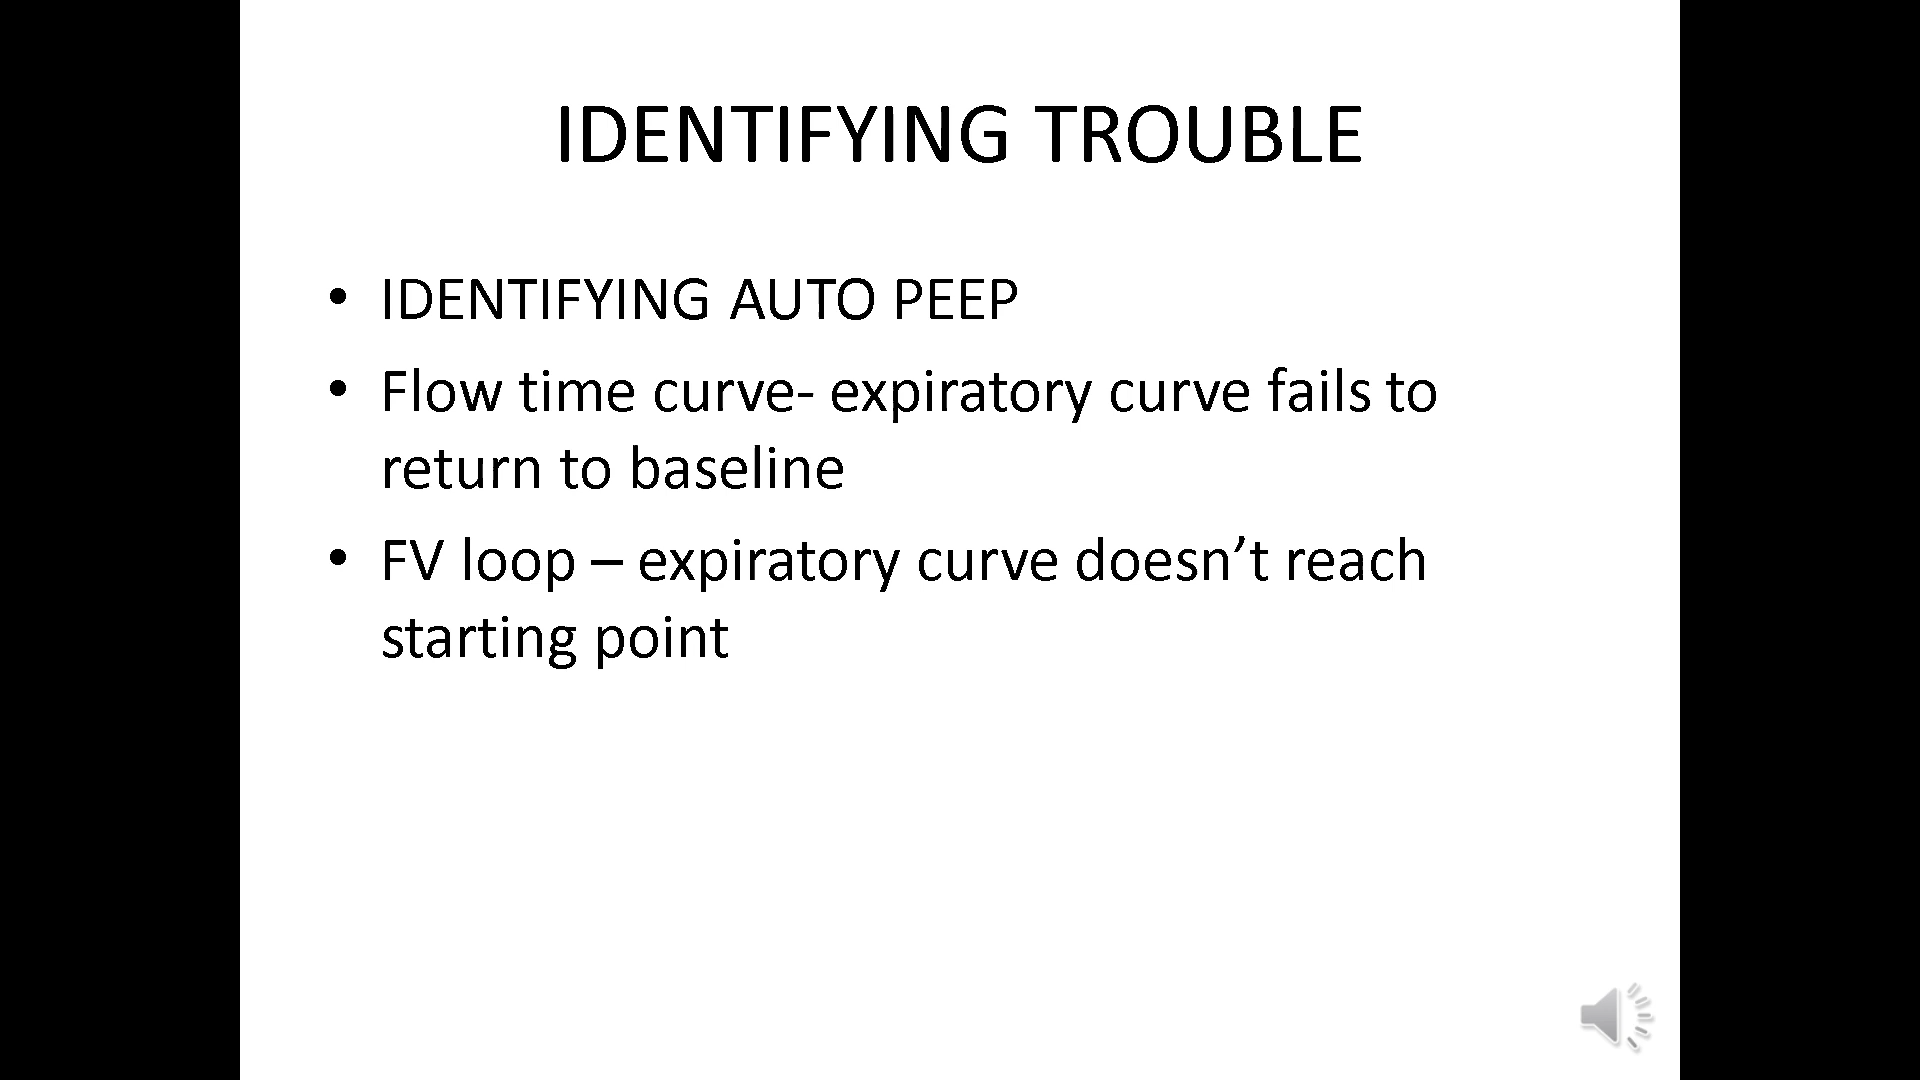 IDENTIFYING TROUBLE
• IDENTIFYING AUTO PEEP
• Flow time curve- expiratory curve fails to
return to baseline
• FV loop – expiratory curve doesn’t reach
starting point